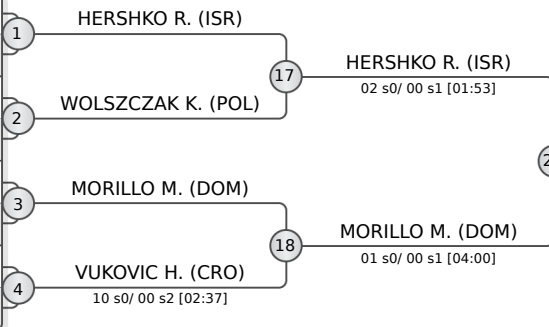 HERSHKO R. (ISR)
1
17
HERSHKO R. (ISR)
02 s0/ 00 s1 [01:53]
WOLSZCZAK K. (POL)
2
2
MORILLO M. (DOM)
3
18
MORILLO M. (DOM)
01 s0/ 00 s1 [04:00]
VUKOVIC H. (CRO)
4
10 s0/ 00 s2 [02:37]